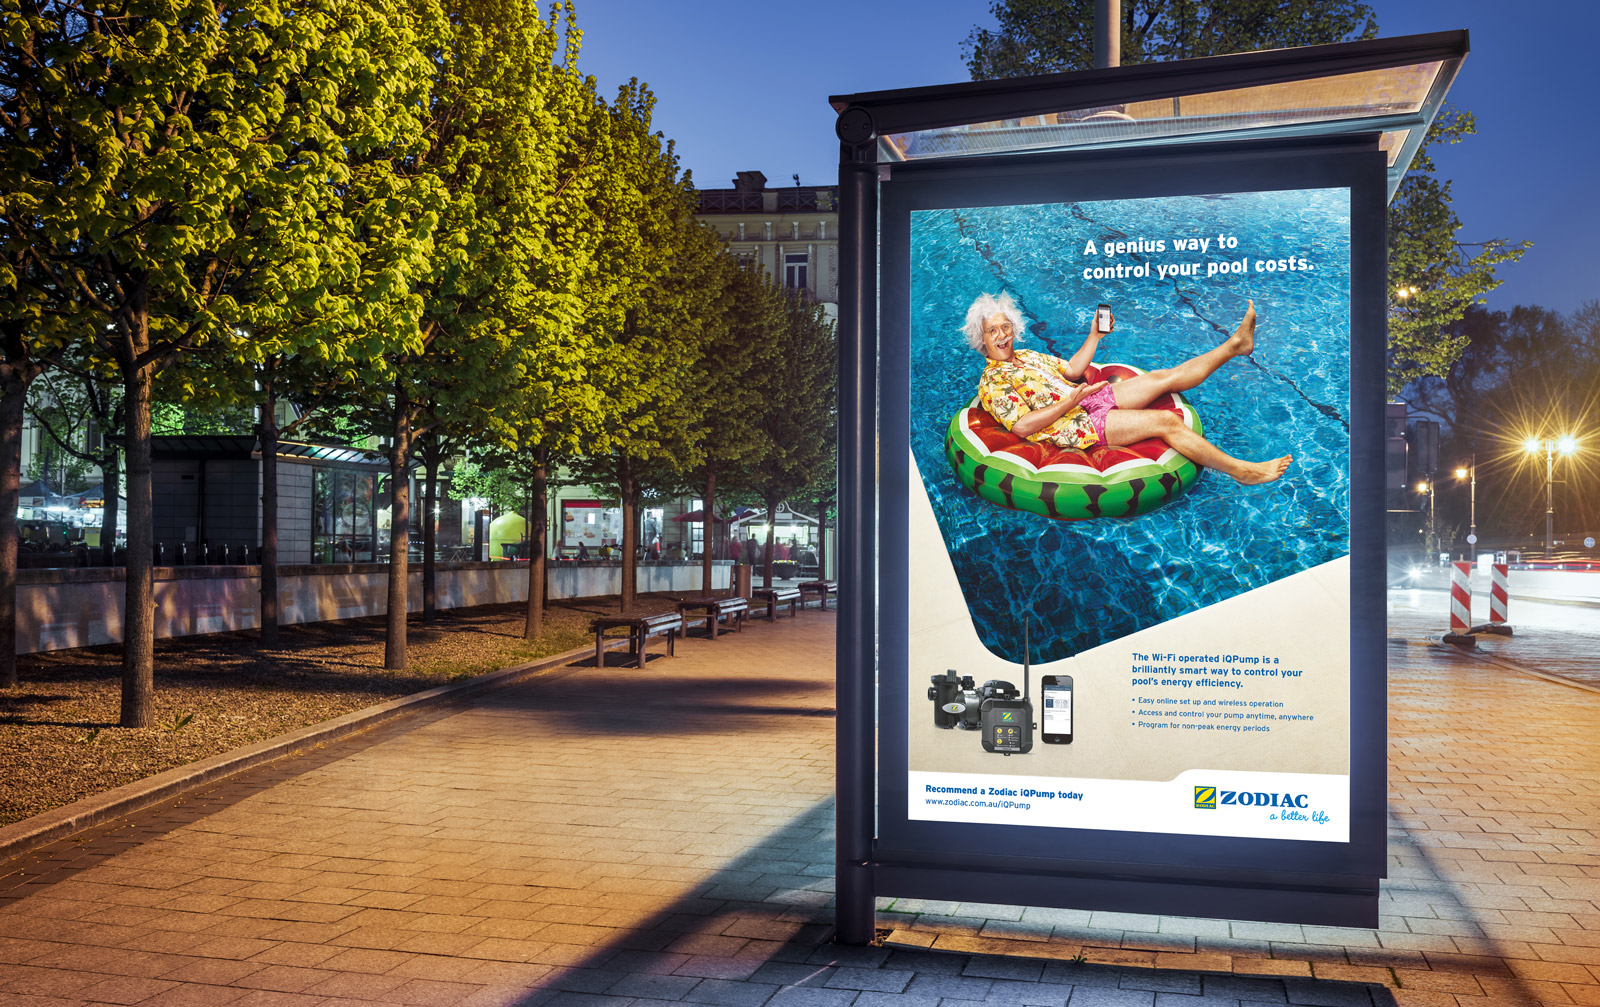 A genius way to
control your pool costs.
The Wi-Fi operated iQPump is a
brilliantly smart way to control your
pool's energy efficiency.
• Easy online set up and wireless operation
• Access and control your pump anytime, anywhere
• Program for non-peak energy periods
Recommend a Zodiac iQPump today
www.zodiac.com.au/iQPump
ZODIAC
ZODIAC
a better life